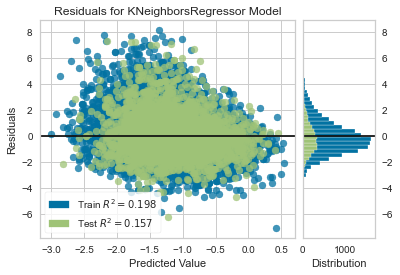 Residuals for KNeighborsRegressor Model
Residuals
8
6
4
2
0
−2
−4
−6
Train R² = 0.198
Test R² = 0.157
−3.0 −2.5 −2.0 −1.5 −1.0 −0.5 0.0 0.5
Predicted Value
8
6
4
2
0
−2
−4
−6
0 1000
Distribution